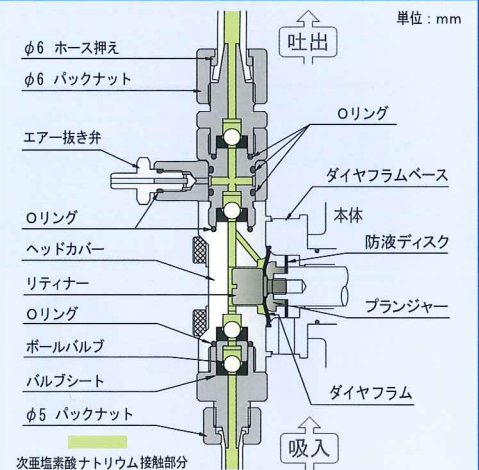 単位：mm
吐出
φ6 ホース押え
φ6 パックナット
エアー抜き弁
Oリング
ヘッドカバー
リティナー
Oリング
ボールバルブ
バルブシート
φ5 パックナット
次亜塩素酸ナトリウム接触部分
Oリング
ダイヤフラムベース
本体
防液ディスク
プランジャー
ダイヤフラム
吸入